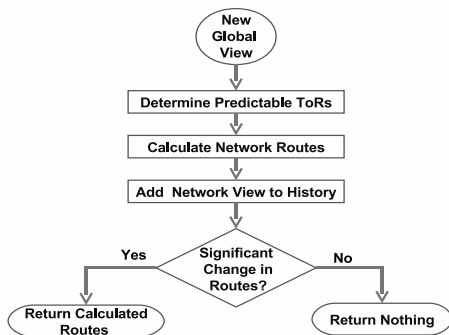 New
Global
View
Determine Predictable ToRs
Calculate Network Routes
Add Network View to History
Significant
Change in
Routes?
Yes
No
Return Calculated
Routes
Return Nothing